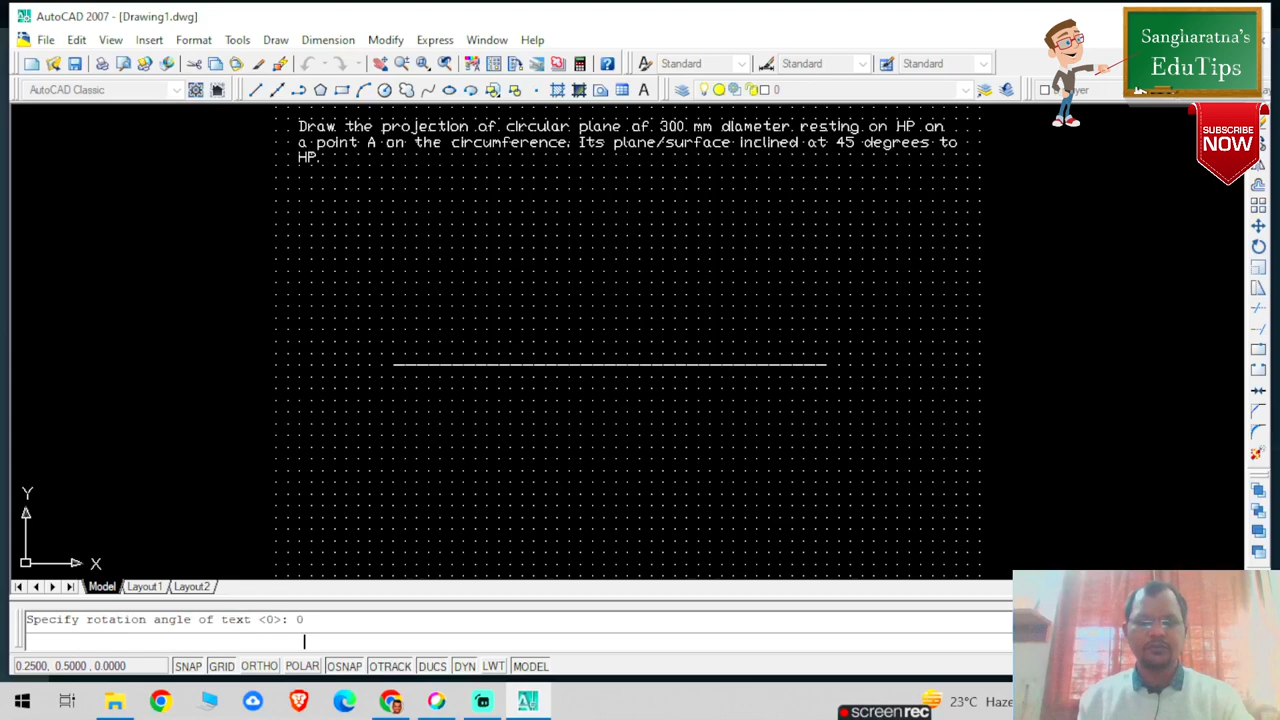 AutoCAD 2007 - [Drawing1.dwg]
File Edit View Insert Format Tools Draw Dimension Modify Express Window Help
Standard Standard Standard
AutoCAD Classic 0
Sangharatna's
EduTips
SUBSCRIBE
NOW
Draw the projection of circular plane of 300 mm diameter resting on HP on
a point A on the circumference. Its plane/surface inclined at 45 degrees to
HP.
Y
X
Model Layout1 Layout2
Specify rotation angle of text <0>: 0
0.2500, 0.5000, 0.0000 SNAP GRID ORTHO POLAR OSNAP OTRACK DUCS DYN LWT MODEL
screen rec
23°C Haze